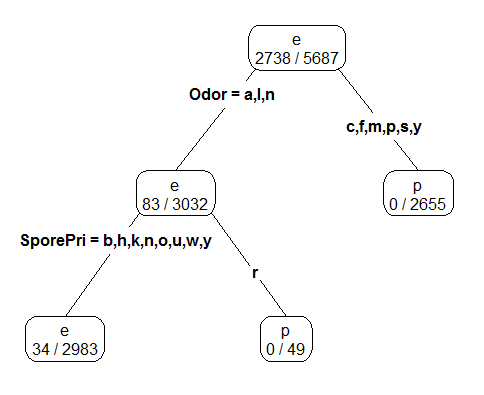 e
2738 / 5687
Odor = a,l,n
c,f,m,p,s,y
e
83 / 3032
p
0 / 2655
SporePri = b,h,k,n,o,u,w,y
r
e
34 / 2983
p
0 / 49